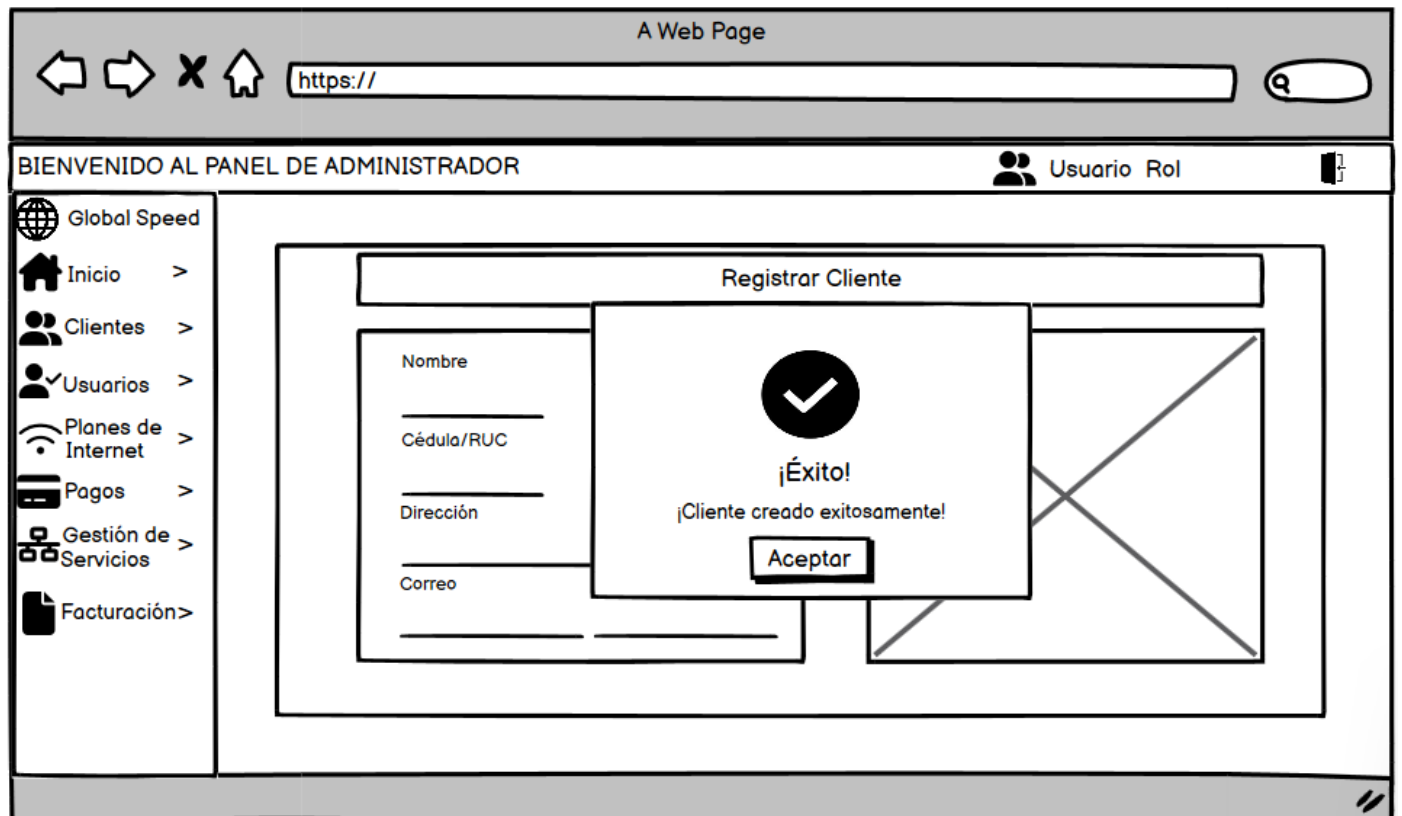 A Web Page
https://
BIENVENIDO AL PANEL DE ADMINISTRADOR
Usuario Rol
Global Speed
Inicio >
Clientes >
Usuarios >
Planes de
Internet >
Pagos >
Gestión de
Servicios >
Facturación>
Registrar Cliente
Nombre
Cédula/RUC
Dirección
Correo
¡Éxito!
¡Cliente creado exitosamente!
Aceptar